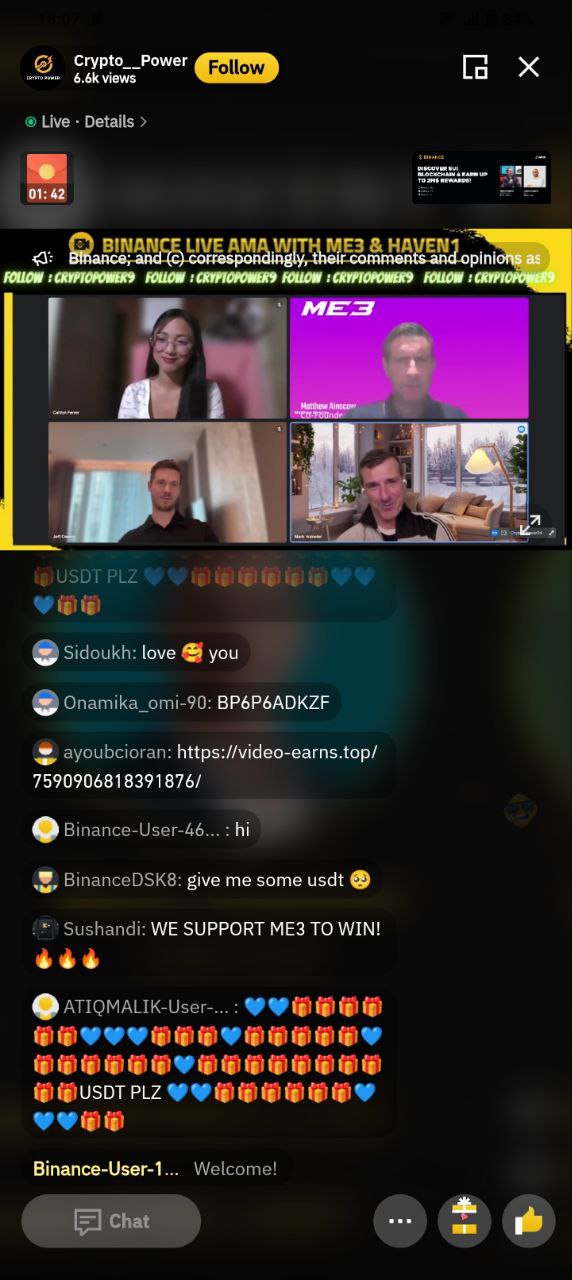 18:07
Crypto__Power
Follow
6.6k views
CRYPTO POWER
Live · Details >
01: 42
BINANCE
DISCOVER SUI
BLOCKCHAIN & EARN UP
REWARDS!
BINANCE LIVE AMA WITH ME3 & HAVEN1
Binance; and (c) correspondingly, their comments and opinions as
FOLLOW : CRYPTOPOWER9 FOLLOW : CRYPTOPOWER9 FOLLOW : CRYPTOPOWER9 FOLLOW : CRYPTOPOWER9
ME3
Matthew Ainscow
Co-Founder
🎁USDT PLZ 💙💙🎁🎁🎁🎁🎁🎁🎁💙💙
💙🎁🎁
Sidoukh: love 🥰 you
Onamika_omi-90: BP6P6ADKZF
ayoubcioran: https://video-earns.top/
7590906818391876/
Binance-User-46... : hi
BinanceDSK8: give me some usdt 🥺
Sushandi: WE SUPPORT ME3 TO WIN!
🔥🔥🔥
ATIQMALIK-User-... : 💙💙🎁🎁🎁🎁
🎁🎁💙💙💙🎁🎁🎁💙🎁🎁🎁🎁🎁💙
🎁🎁🎁🎁🎁🎁💙🎁🎁🎁🎁🎁🎁🎁🎁
🎁🎁USDT PLZ 💙💙🎁🎁🎁🎁🎁🎁💙
💙💙🎁🎁
Binance-User-1... Welcome!
Chat